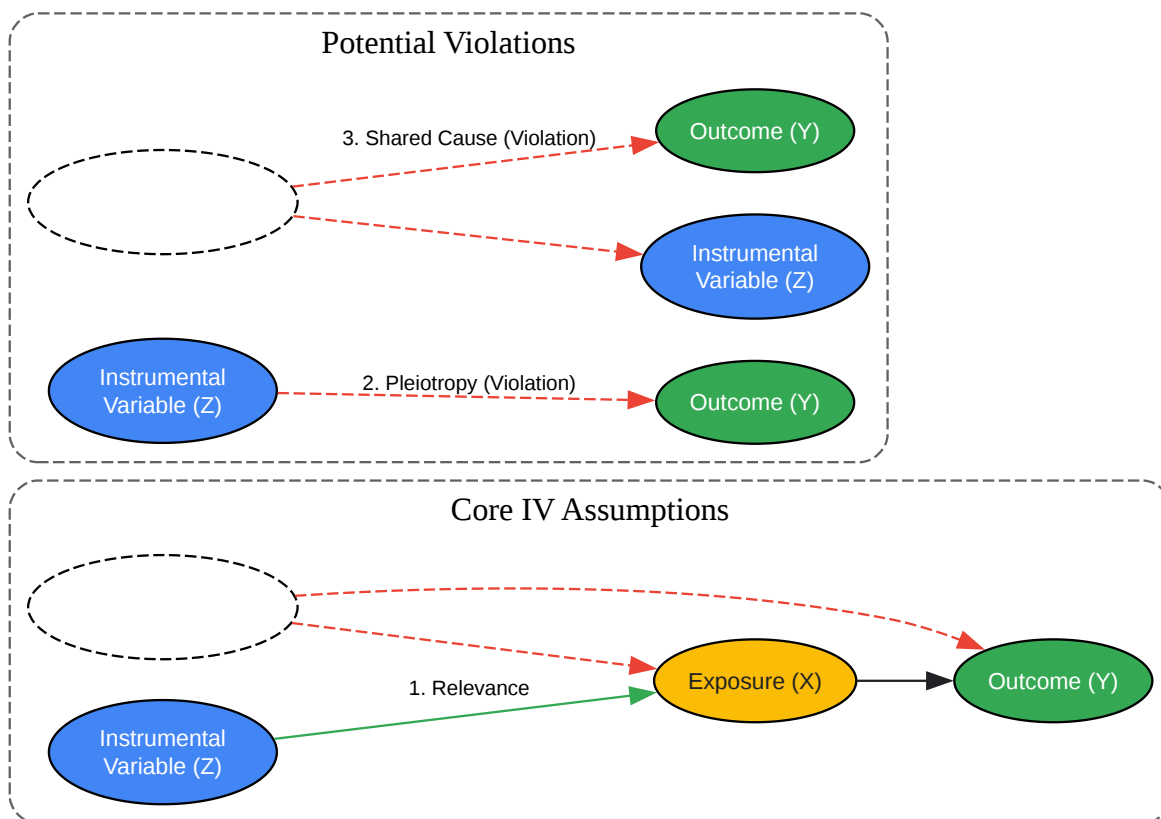 Potential Violations
3. Shared Cause (Violation)
Outcome (Y)
Instrumental
Variable (Z)
Instrumental
Variable (Z)
2. Pleiotropy (Violation)
Outcome (Y)
Core IV Assumptions
1. Relevance
Exposure (X)
Outcome (Y)
Instrumental
Variable (Z)